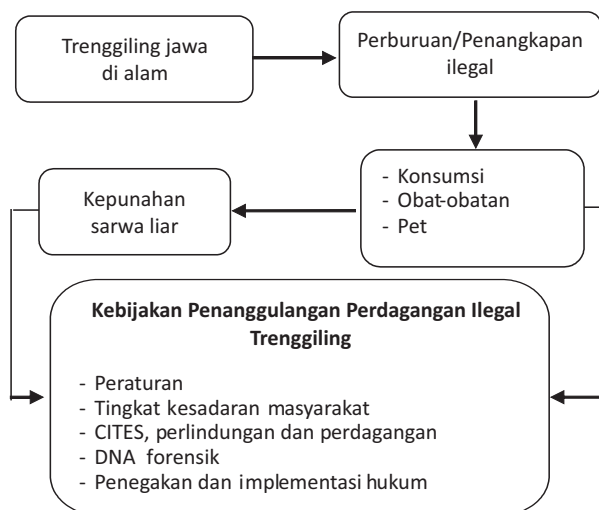 Trenggiling jawa
di alam
Perburuan/Penangkapan
ilegal
- Konsumsi
- Obat-obatan
- Pet
Kepunahan
sarwa liar
Kebijakan Penanggulangan Perdagangan Ilegal
Trenggiling
- Peraturan
- Tingkat kesadaran masyarakat
- CITES, perlindungan dan perdagangan
- DNA forensik
- Penegakan dan implementasi hukum